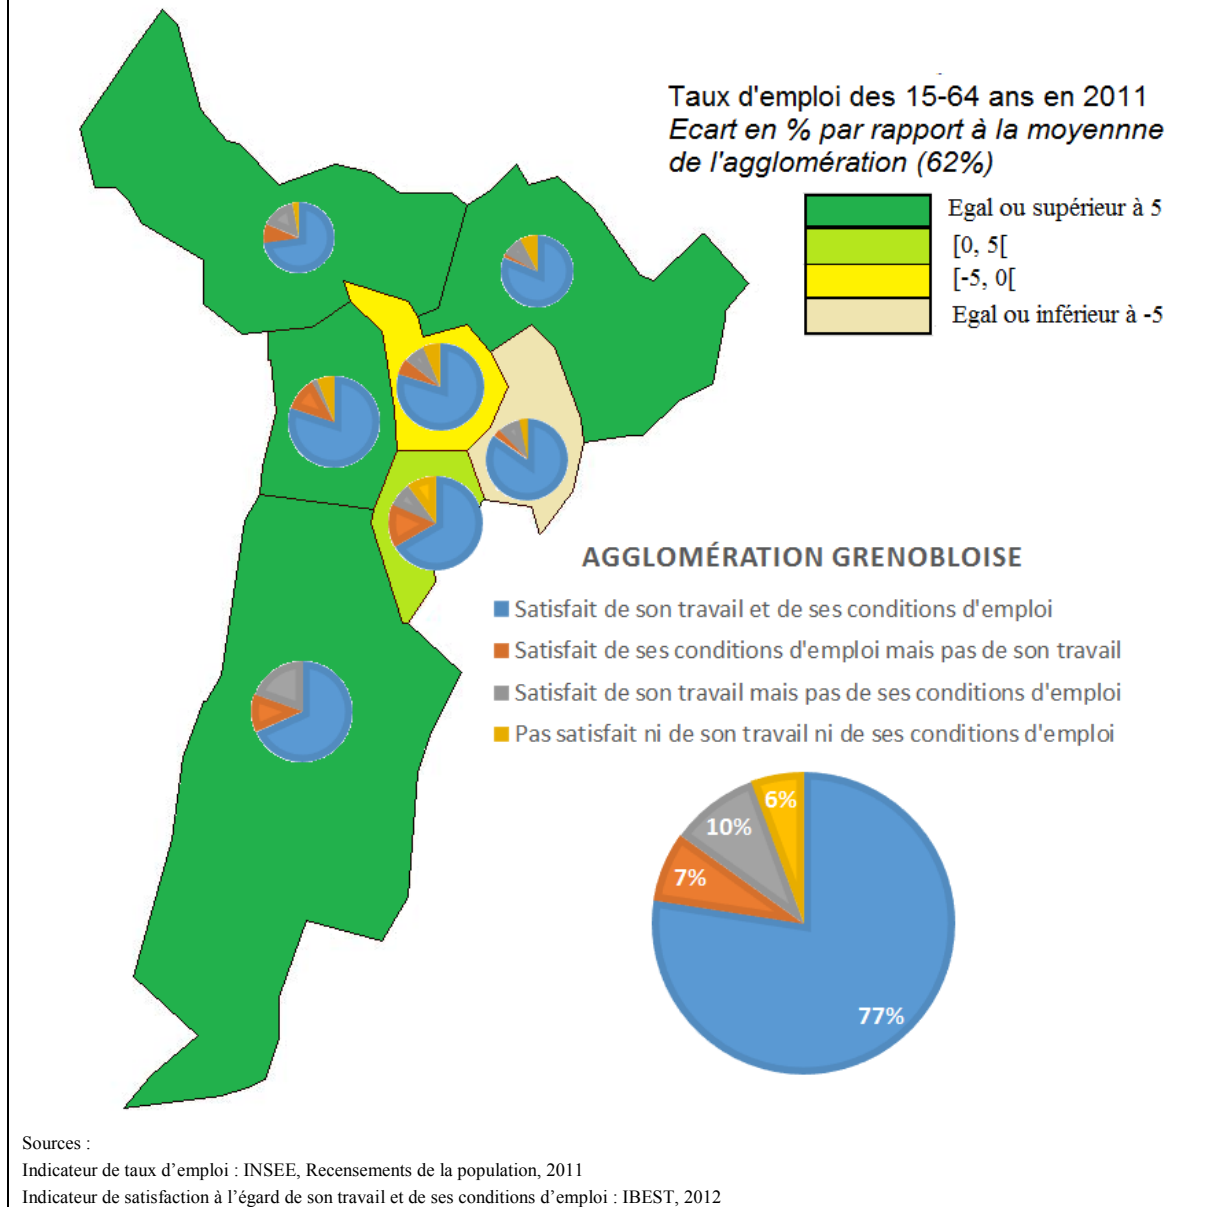 Taux d'emploi des 15-64 ans en 2011
Ecart en % par rapport à la moyennne
de l'agglomération (62%)
Egal ou supérieur à 5
[0, 5[
[-5, 0[
Egal ou inférieur à -5
AGGLOMÉRATION GRENOBLOISE
Satisfait de son travail et de ses conditions d'emploi
Satisfait de ses conditions d'emploi mais pas de son travail
Satisfait de son travail mais pas de ses conditions d'emploi
Pas satisfait ni de son travail ni de ses conditions d'emploi
6%
10%
7%
77%
Sources :
Indicateur de taux d’emploi : INSEE, Recensements de la population, 2011
Indicateur de satisfaction à l’égard de son travail et de ses conditions d’emploi : IBEST, 2012